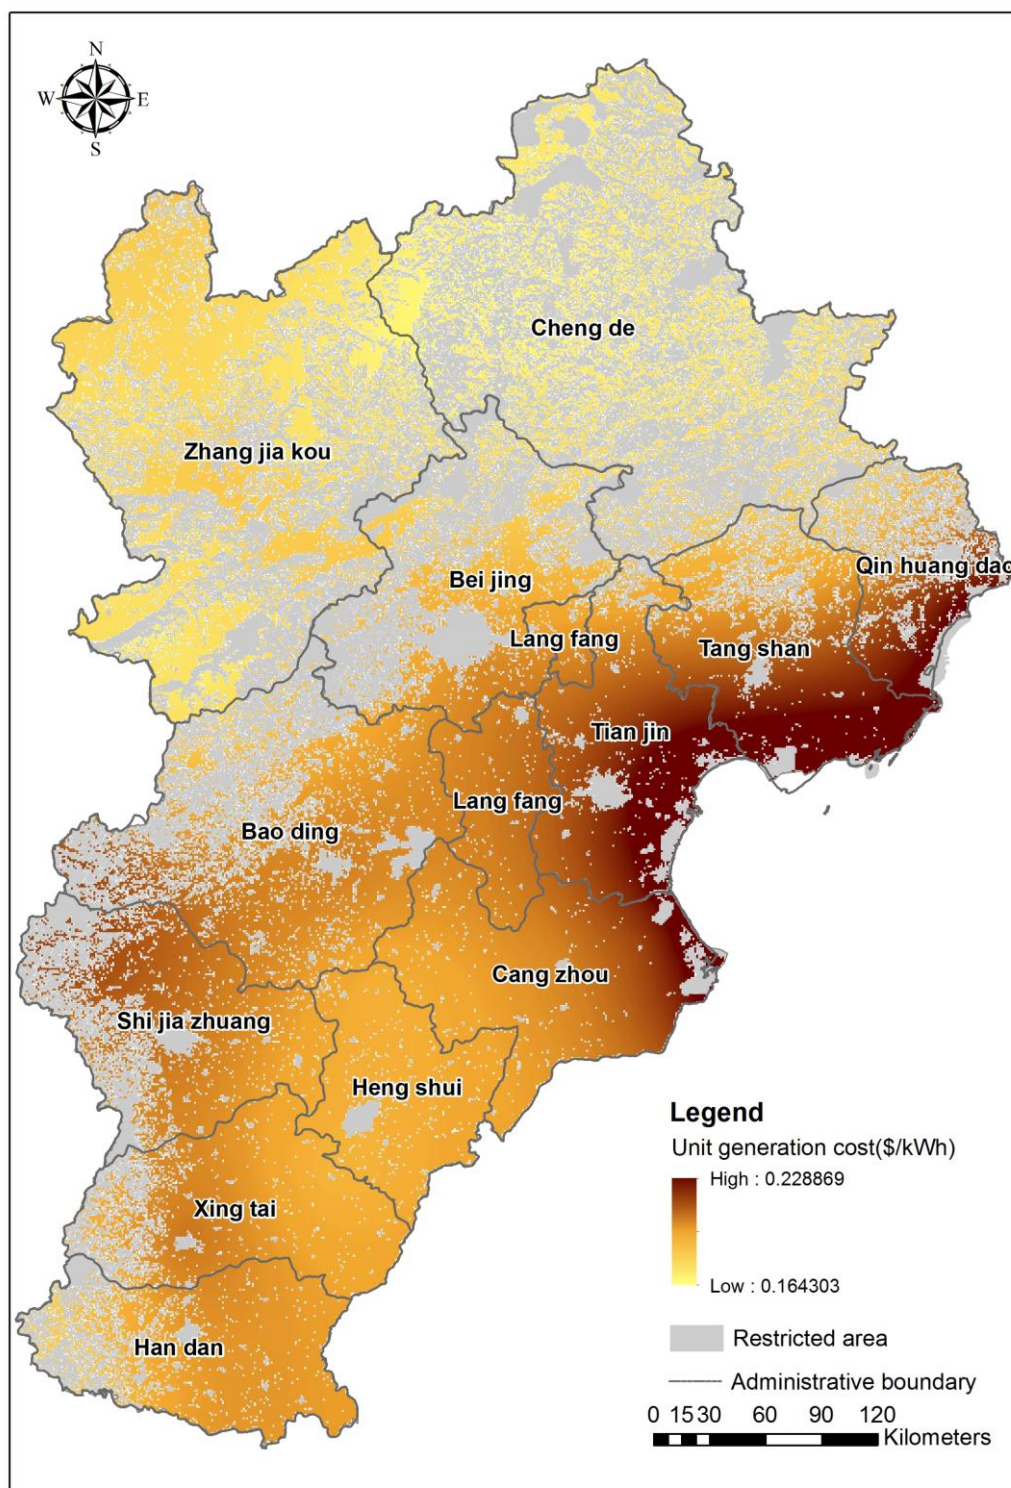 N
W E
S
Cheng de
Zhang jia kou
Bei jing
Qin huang dao
Lang fang
Tang shan
Tian jin
Lang fang
Bao ding
Cang zhou
Shi jia zhuang
Heng shui
Xing tai
Han dan
Legend
Unit generation cost($/kWh)
High : 0.228869
Low : 0.164303
Restricted area
Administrative boundary
0 15 30 60 90 120
Kilometers